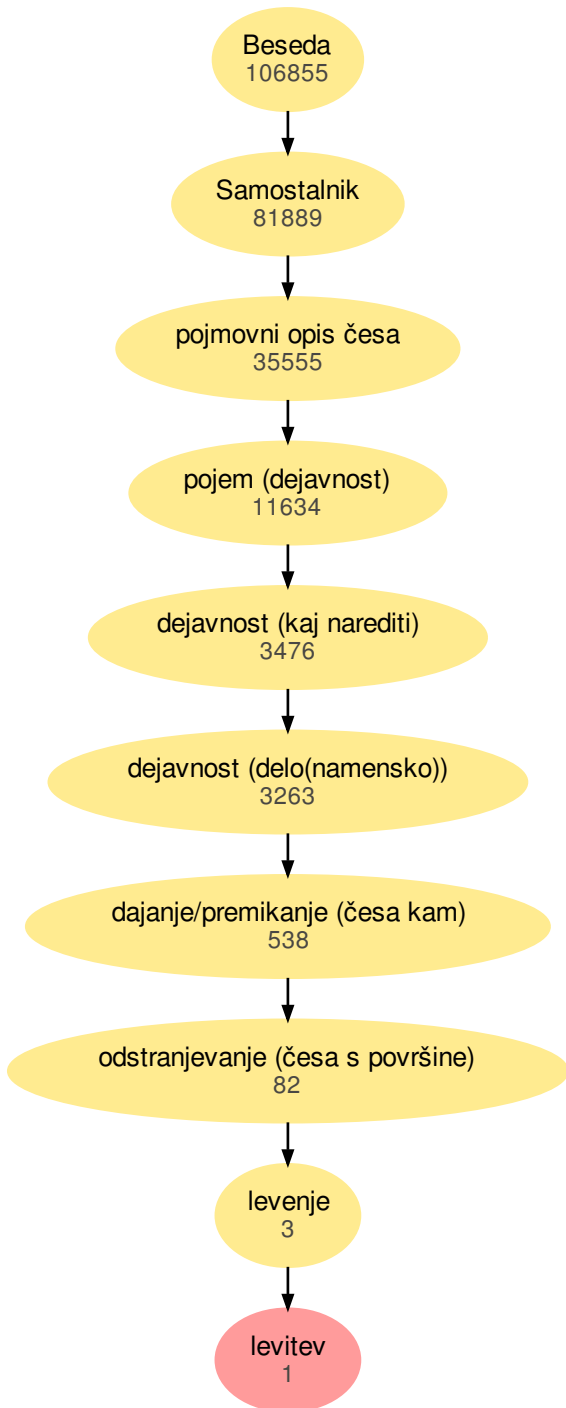 Beseda
106855
Samostalnik
81889
pojmovni opis česa
35555
pojem (dejavnost)
11634
dejavnost (kaj narediti)
3476
dejavnost (delo(namensko))
3263
dajanje/premikanje (česa kam)
538
odstranjevanje (česa s površine)
82
levenje
3
levitev
1